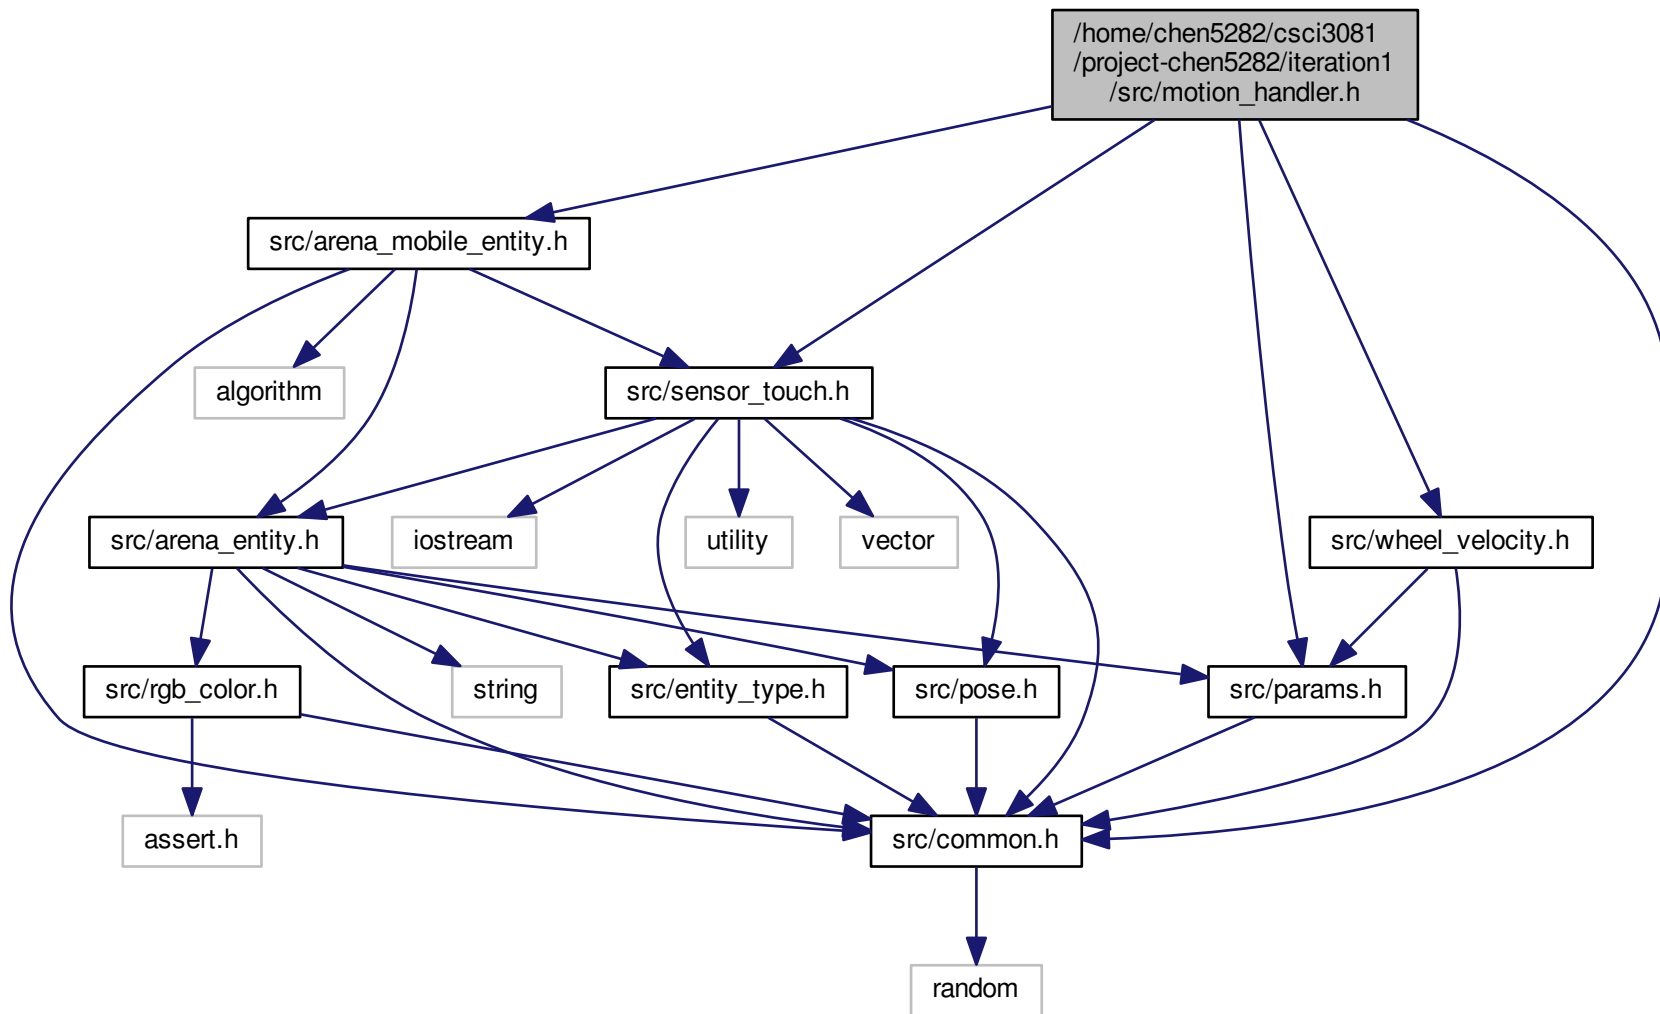 /home/chen5282/csci3081
/project-chen5282/iteration1
/src/motion_handler.h
src/arena_mobile_entity.h
algorithm
src/sensor_touch.h
src/arena_entity.h
iostream
utility
vector
src/wheel_velocity.h
src/rgb_color.h
string
src/entity_type.h
src/pose.h
src/params.h
assert.h
src/common.h
random